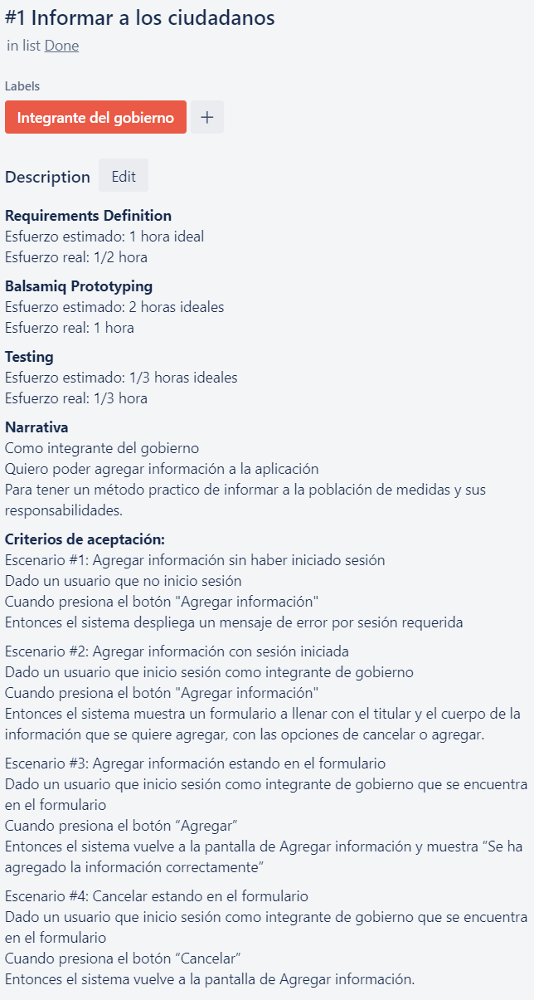 #1 Informar a los ciudadanos
in list Done
Labels
Integrante del gobierno +
Description Edit
Requirements Definition
Esfuerzo estimado: 1 hora ideal
Esfuerzo real: 1/2 hora
Balsamiq Prototyping
Esfuerzo estimado: 2 horas ideales
Esfuerzo real: 1 hora
Testing
Esfuerzo estimado: 1/3 horas ideales
Esfuerzo real: 1/3 hora
Narrativa
Como integrante del gobierno
Quiero poder agregar información a la aplicación
Para tener un método practico de informar a la población de medidas y sus
responsabilidades.
Criterios de aceptación:
Escenario #1: Agregar información sin haber iniciado sesión
Dado un usuario que no inicio sesión
Cuando presiona el botón "Agregar información"
Entonces el sistema despliega un mensaje de error por sesión requerida
Escenario #2: Agregar información con sesión iniciada
Dado un usuario que inicio sesión como integrante de gobierno
Cuando presiona el botón "Agregar información"
Entonces el sistema muestra un formulario a llenar con el titular y el cuerpo de la
información que se quiere agregar, con las opciones de cancelar o agregar.
Escenario #3: Agregar información estando en el formulario
Dado un usuario que inicio sesión como integrante de gobierno que se encuentra
en el formulario
Cuando presiona el botón “Agregar”
Entonces el sistema vuelve a la pantalla de Agregar información y muestra “Se ha
agregado la información correctamente”
Escenario #4: Cancelar estando en el formulario
Dado un usuario que inicio sesión como integrante de gobierno que se encuentra
en el formulario
Cuando presiona el botón “Cancelar”
Entonces el sistema vuelve a la pantalla de Agregar información.